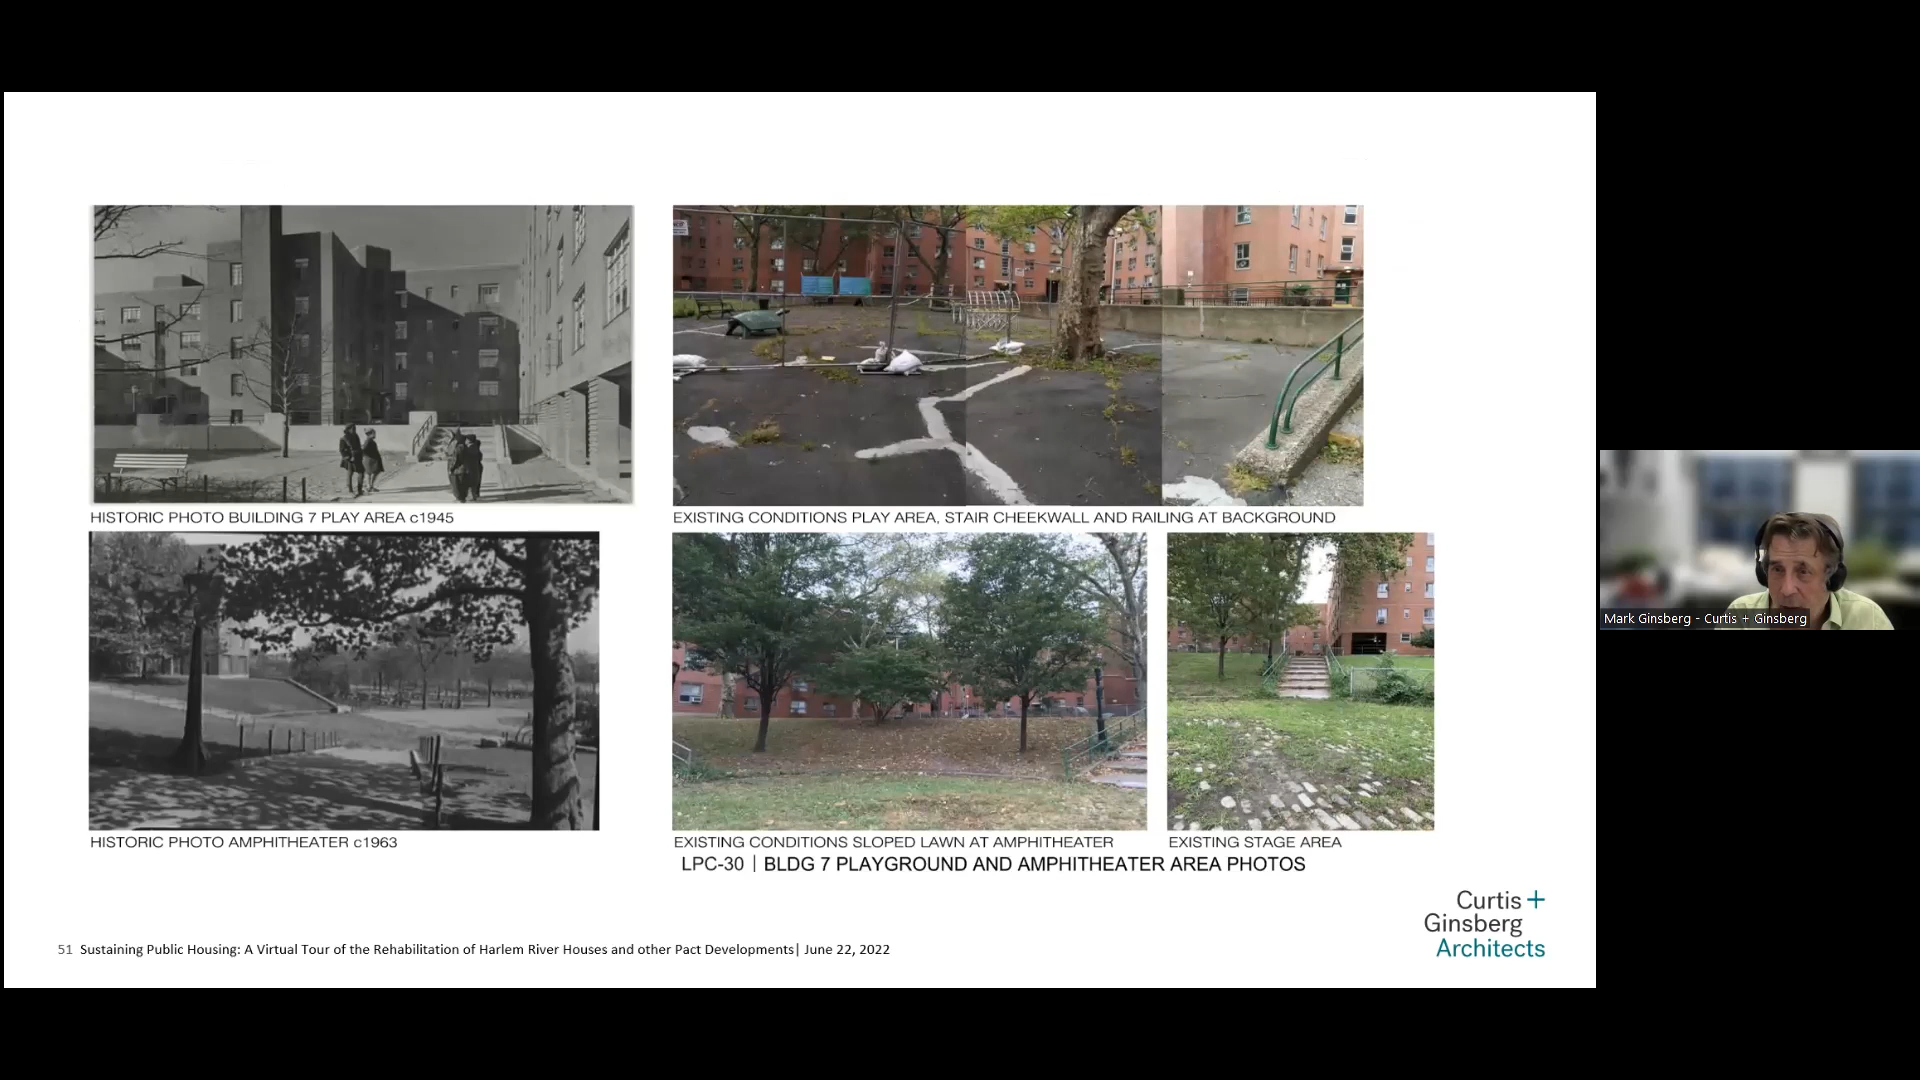 HISTORIC PHOTO BUILDING 7 PLAY AREA c1945
EXISTING CONDITIONS PLAY AREA, STAIR CHEEKWALL AND RAILING AT BACKGROUND
HISTORIC PHOTO AMPHITHEATER c1963
EXISTING CONDITIONS SLOPED LAWN AT AMPHITHEATER
EXISTING STAGE AREA
LPC-30 | BLDG 7 PLAYGROUND AND AMPHITHEATER AREA PHOTOS
Curtis +
Ginsberg
Architects
51 Sustaining Public Housing: A Virtual Tour of the Rehabilitation of Harlem River Houses and other Pact Developments| June 22, 2022
Mark Ginsberg - Curtis + Ginsberg